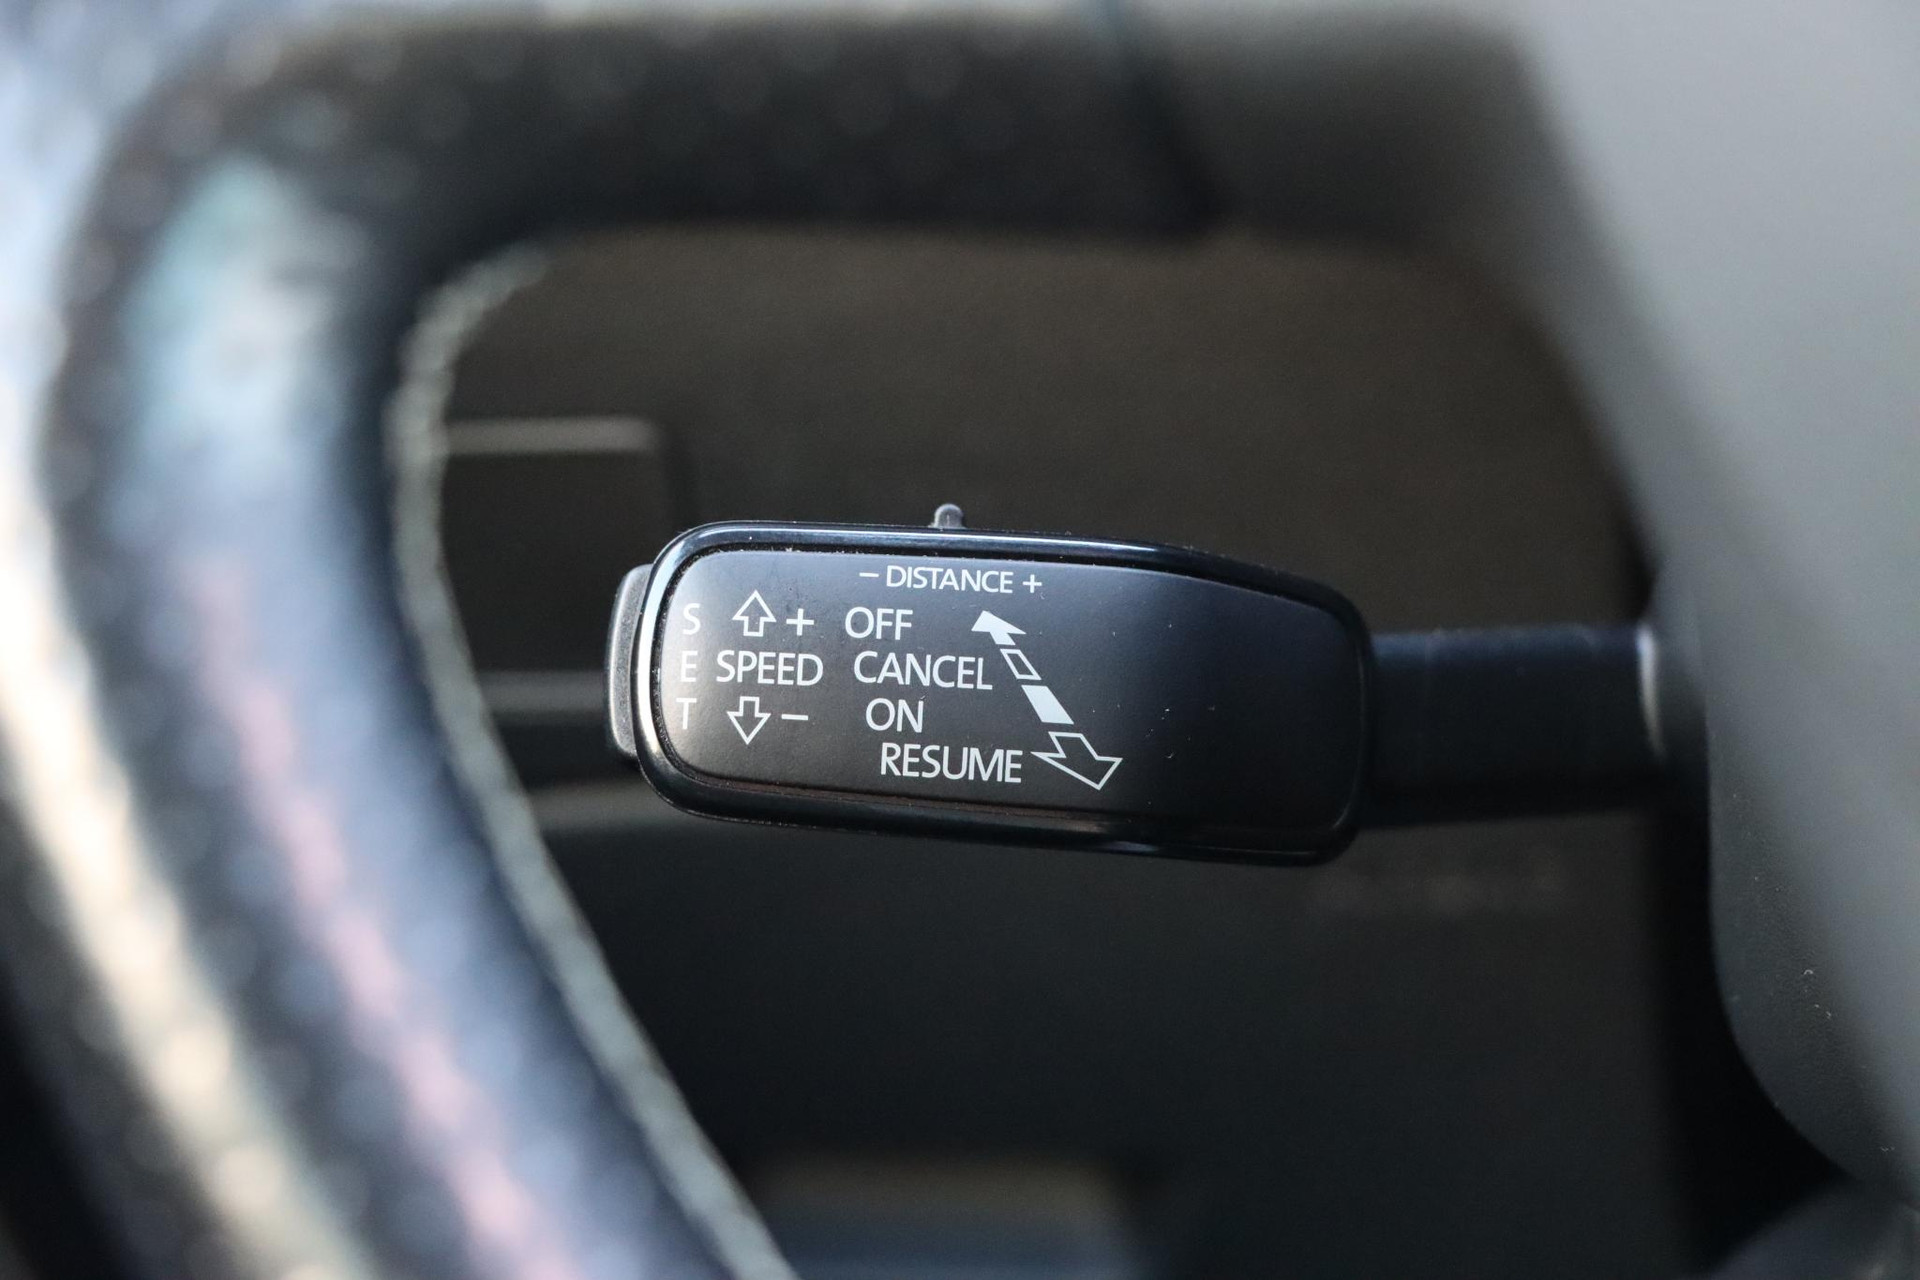 – DISTANCE +
S + OFF
E SPEED CANCEL
T – ON
RESUME